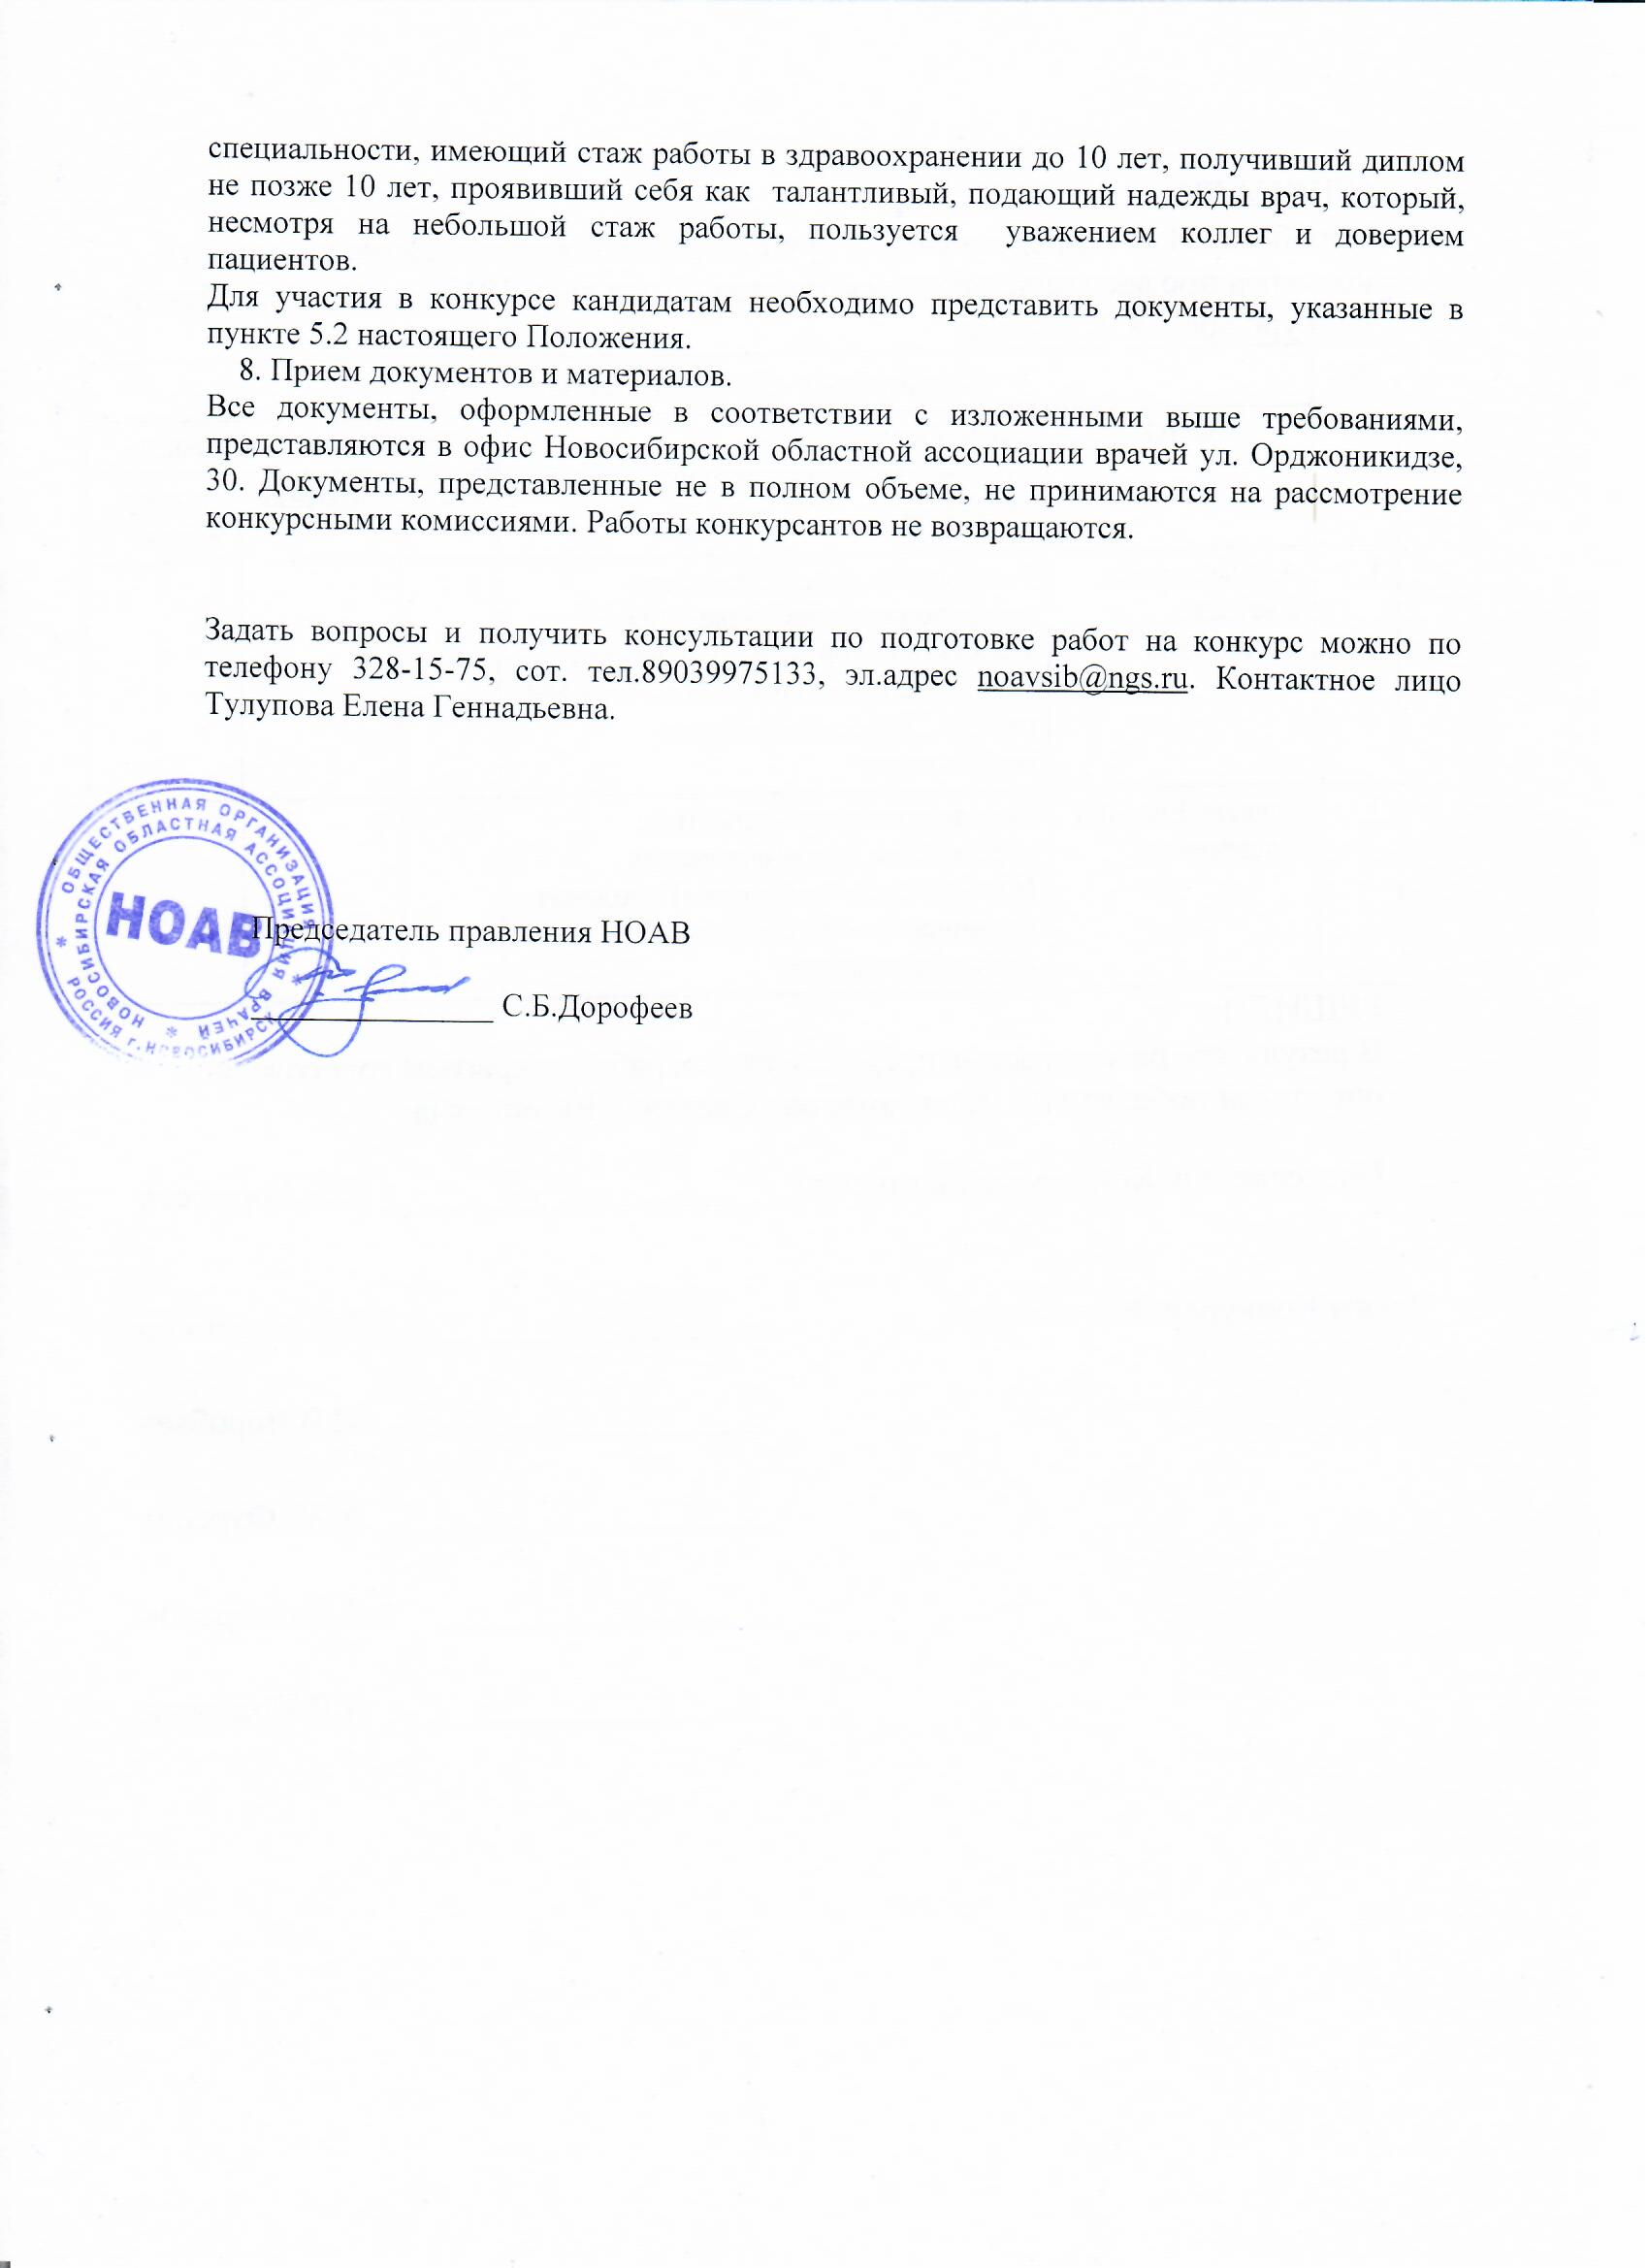 специальности, имеющий стаж работы в здравоохранении до 10 лет, получивший диплом
не позже 10 лет, проявивший себя как талантливый, подающий надежды врач, который,
несмотря на небольшой стаж работы, пользуется уважением коллег и доверием
пациентов.
Для участия в конкурсе кандидатам необходимо представить документы, указанные в
пункте 5.2 настоящего Положения.
8. Прием документов и материалов.
Все документы, оформленные в соответствии с изложенными выше требованиями,
представляются в офис Новосибирской областной ассоциации врачей ул. Орджоникидзе,
30. Документы, представленные не в полном объеме, не принимаются на рассмотрение
конкурсными комиссиями. Работы конкурсантов не возвращаются.
Задать вопросы и получить консультации по подготовке работ на конкурс можно по
телефону 328-15-75, сот. тел.89039975133, эл.адрес noavsib@ngs.ru. Контактное лицо
Тулупова Елена Геннадьевна.
ОБЩЕСТВЕННАЯ ОРГАНИЗАЦИЯ
НОВОСИБИРСКАЯ ОБЛАСТНАЯ АССОЦИАЦИЯ ВРАЧЕЙ
НОАВ
РОССИЯ г. НОВОСИБИРСК
Председатель правления НОАВ
С.Б.Дорофеев